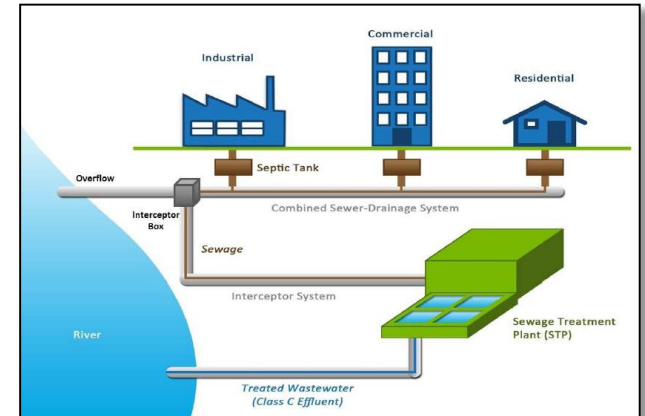 Commercial
Industrial
Residential
Septic Tank
Overflow
Interceptor
Box
Combined Sewer-Drainage System
Sewage
Interceptor System
River
Sewage Treatment
Plant (STP)
Treated Wastewater
(Class C Effluent)